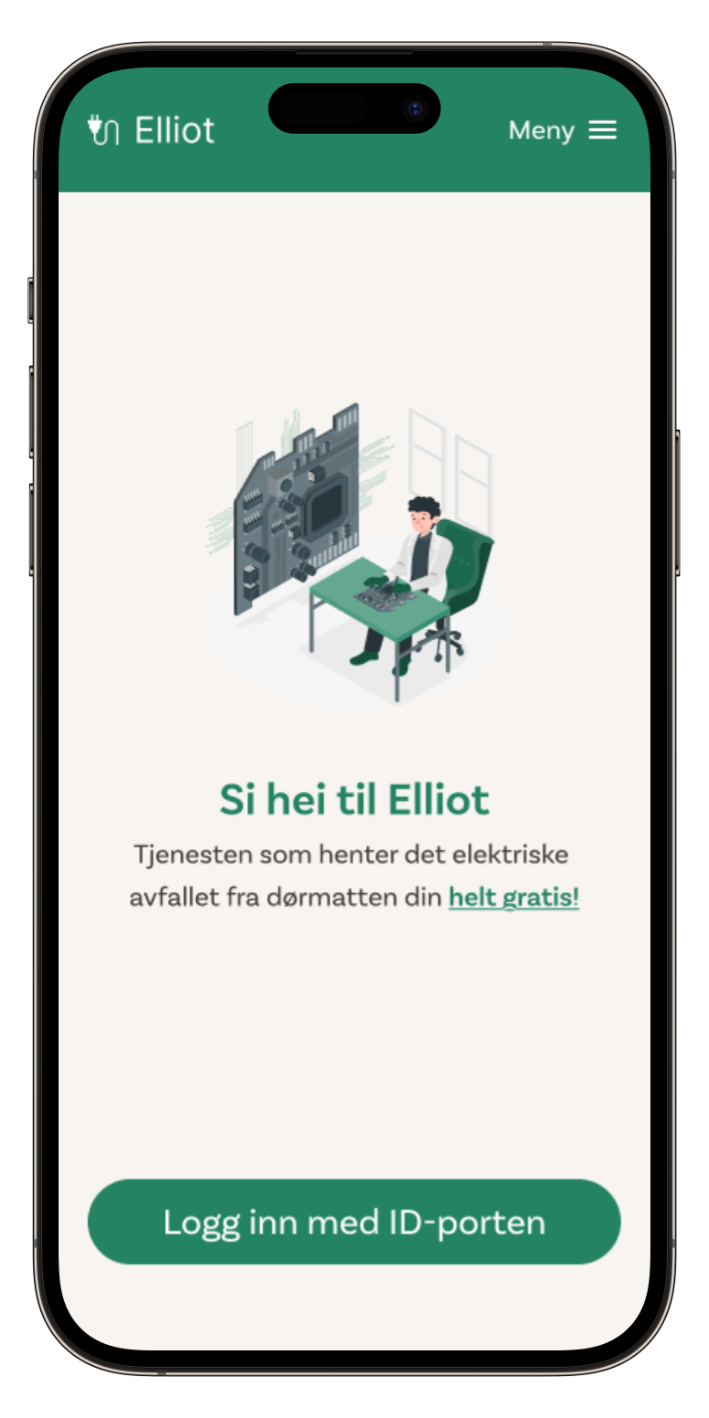 Elliot
Meny
Si hei til Elliot
Tjenesten som henter det elektriske
avfallet fra dørmatten din helt gratis!
Logg inn med ID-porten